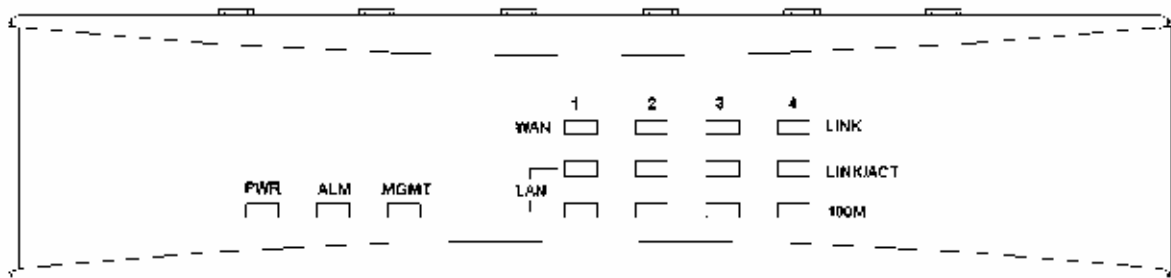 1 2 3 4
WAN LINK
LINK/ACT
PWR ALM MGMT LAN
100M